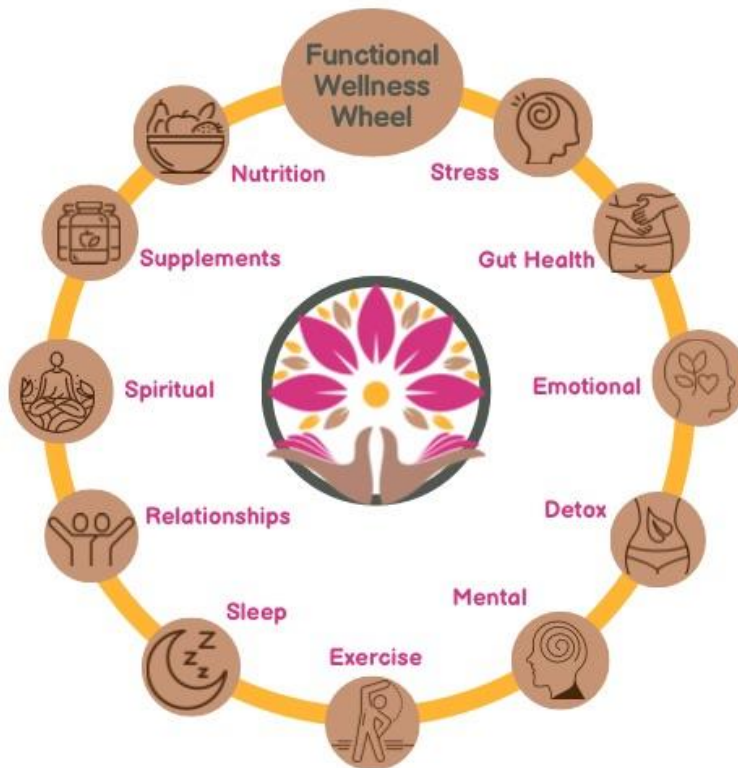 Functional
Wellness
Wheel
Nutrition
Stress
Supplements
Gut Health
Spiritual
Emotional
Relationships
Detox
Sleep
Mental
Exercise
Z
Z
z